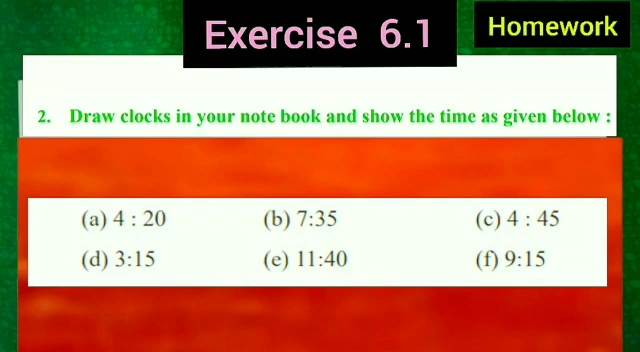 Exercise 6.1
Homework
2. Draw clocks in your note book and show the time as given below :
(a) 4 : 20 (b) 7:35 (c) 4 : 45
(d) 3:15 (e) 11:40 (f) 9:15